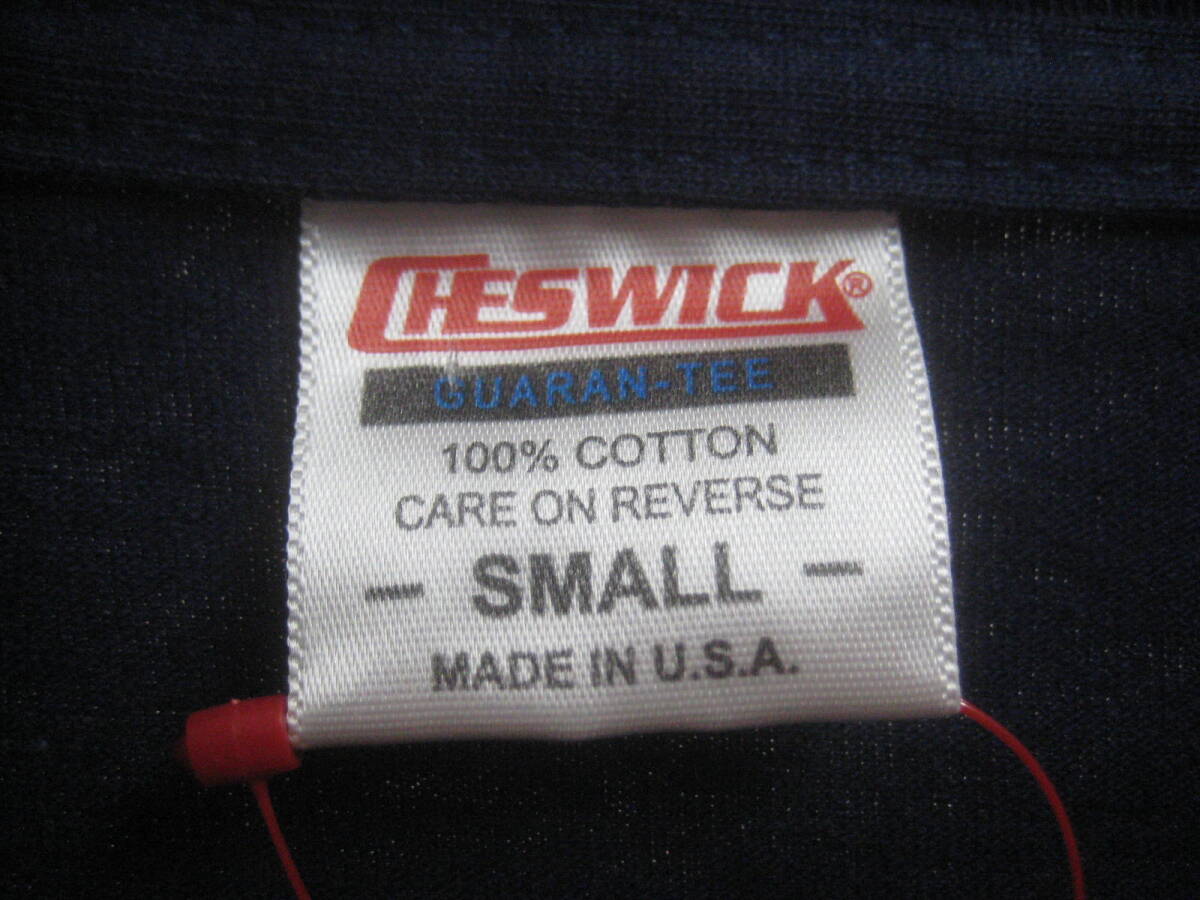 CHESWICK®
GUARAN-TEE
100% COTTON
CARE ON REVERSE
- SMALL -
MADE IN U.S.A.